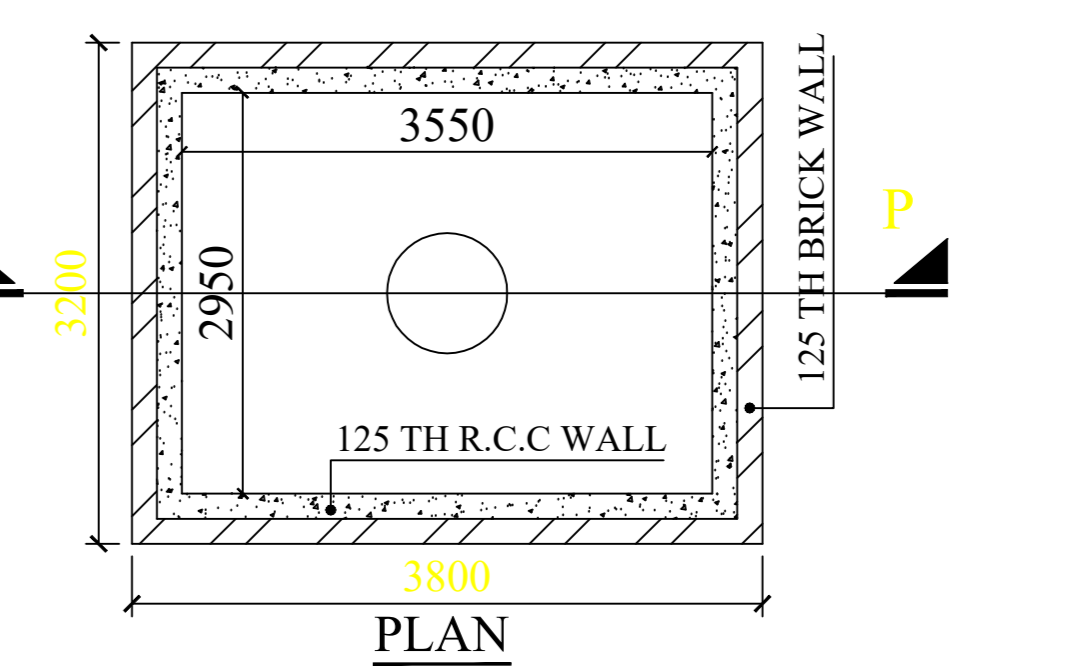 3550
125 TH BRICK WALL
P
3200
2950
125 TH R.C.C WALL
3800
PLAN